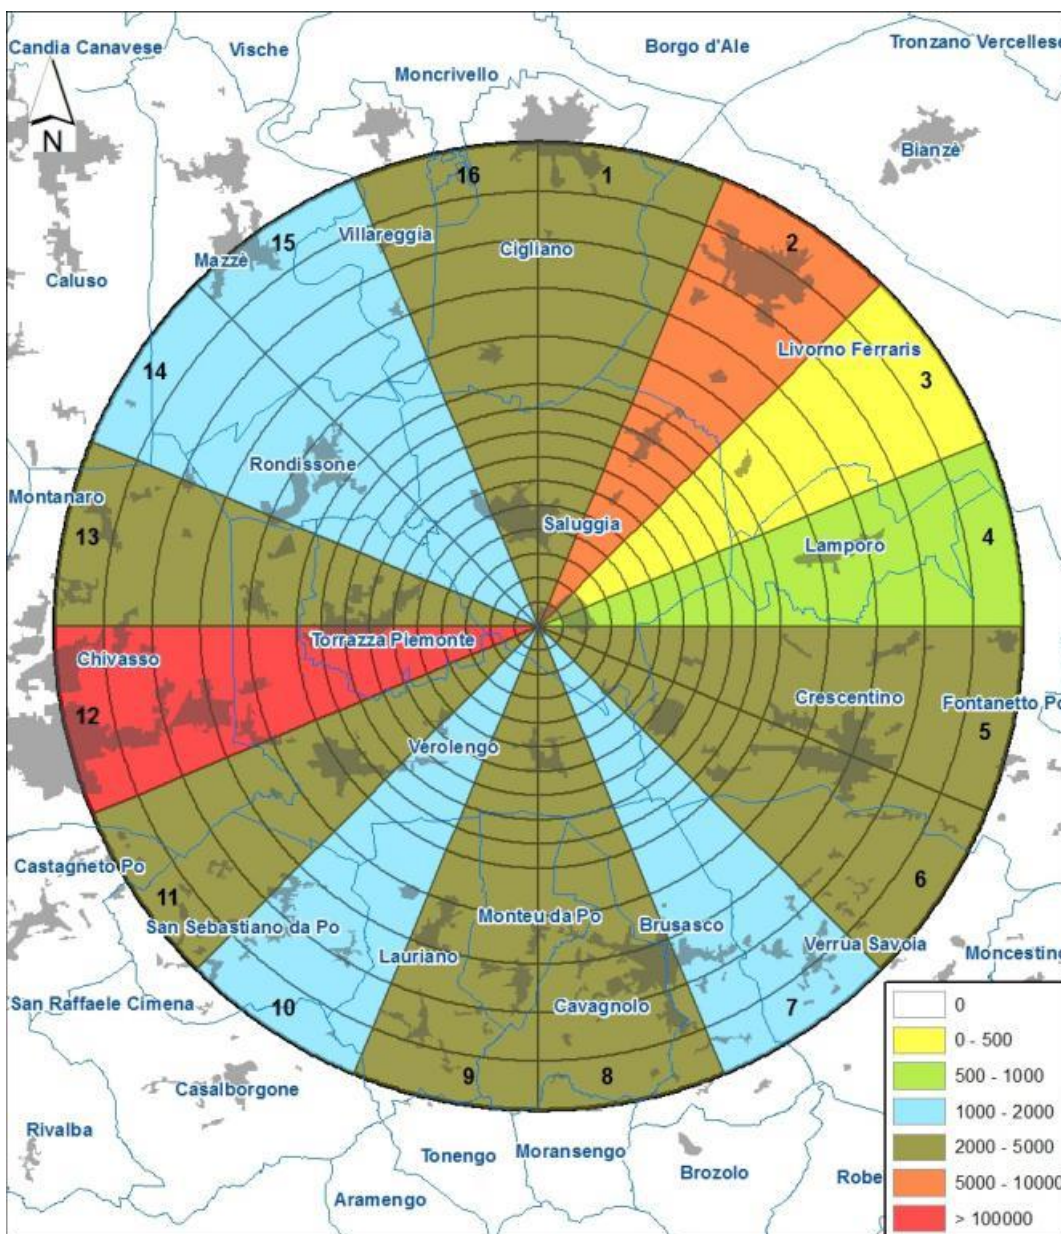 Candia Canavese
Vische
Borgo d'Ale
Tronzano Vercellese
Moncrivello
N
Bianzè
16
1
2
15
Villareggia
Cigliano
Mazzè
Caluso
Livorno Ferraris
14
3
Rondissone
Montanaro
Saluggia
13
4
Lamporo
Torrazza Piemonte
Chivasso
Crescentino
Fontanetto Po
12
5
Verolengo
Castagneto Po
11
6
San Sebastiano da Po
Monteu da Po
Brusasco
Verrua Savoia
Lauriano
Moncestino
San Raffaele Cimena
10
Cavagnolo
7
9
8
Casalborgone
Rivalba
Tonengo
Moransengo
Brozolo
Robe
Aramengo
0
0 - 500
500 - 1000
1000 - 2000
2000 - 5000
5000 - 10000
> 100000